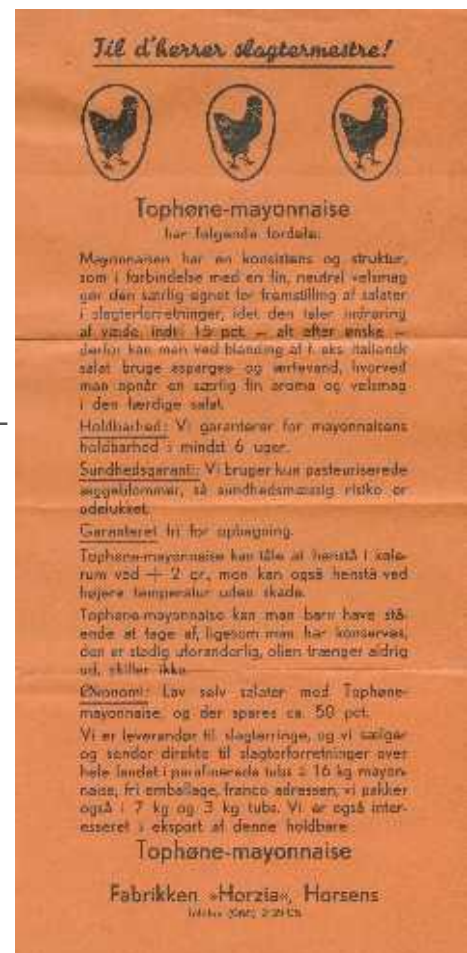 Til d'herrer slagtermestre!
Tophøne-mayonnaise
har følgende fordele:
Mayonnaisen har en konsistens og struktur,
som i forbindelse med en fin, neutral velsmag
gør den særlig egnet for fremstilling af salater
i slagterforretninger, idet den tåler indrøring
af væde indtil 15 pct. — alt efter ønske —
derfor kan man ved blanding af f. eks. italiensk
salat bruge asparges- og ærtevand, hvorved
man opnår en særlig fin aroma og velsmag
i den færdige salat.
Holdbarhed: Vi garanterer for mayonnaisens
holdbarhed i mindst 6 uger.
Sundhedsgaranti: Vi bruger kun pasteuriserede
æggeblommer, så sundhedsmæssig risiko er
udelukket.
Garanteret fri for opbagning.
Tophøne-mayonnaise kan tåle at henstå i køle-
rum ved + 2 gr., men kan også henstå ved
højere temperatur uden skade.
Tophøne-mayonnaise kan man bare have stå-
ende at tage af, ligesom man har konserves,
den er stadig uforanderlig, olien trænger aldrig
ud, skiller ikke.
Økonomi: Lav selv salater med Tophøne-
mayonnaise, og der spares ca. 50 pct.
Vi er leverandør til slagterringe, og vi sælger
og sender direkte til slagterforretninger over
hele landet i parafinerede tubs à 16 kg mayon-
naise, fri emballage, franco adressen, vi pakker
også i 7 kg og 3 kg tubs. Vi er også inter-
esseret i eksport af denne holdbare
Tophøne-mayonnaise
Fabrikken »Horzia«, Horsens